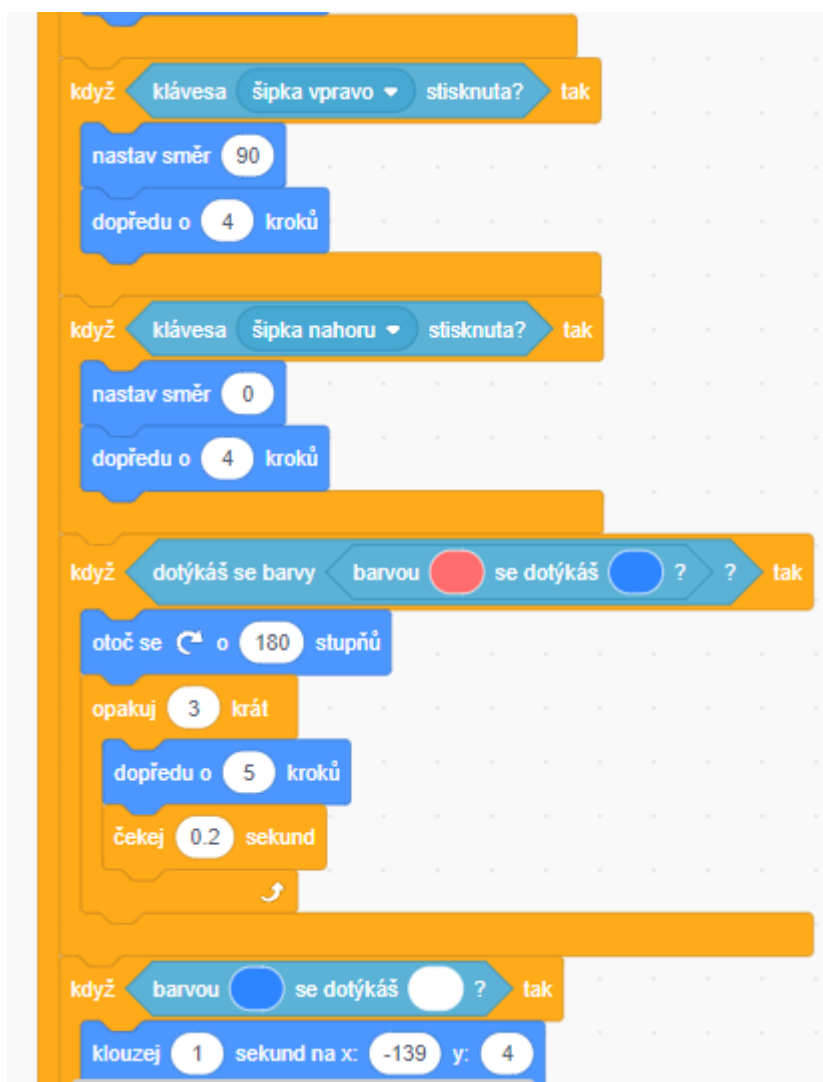 když klávesa šipka vpravo stisknuta? tak
nastav směr 90
dopředu o 4 kroků
když klávesa šipka nahoru stisknuta? tak
nastav směr 0
dopředu o 4 kroků
když dotýkáš se barvy barvou se dotýkáš ? ? tak
otoč se o 180 stupňů
opakuj 3 krát
dopředu o 5 kroků
čekej 0.2 sekund
když barvou se dotýkáš ? tak
klouzej 1 sekund na x: -139 y: 4